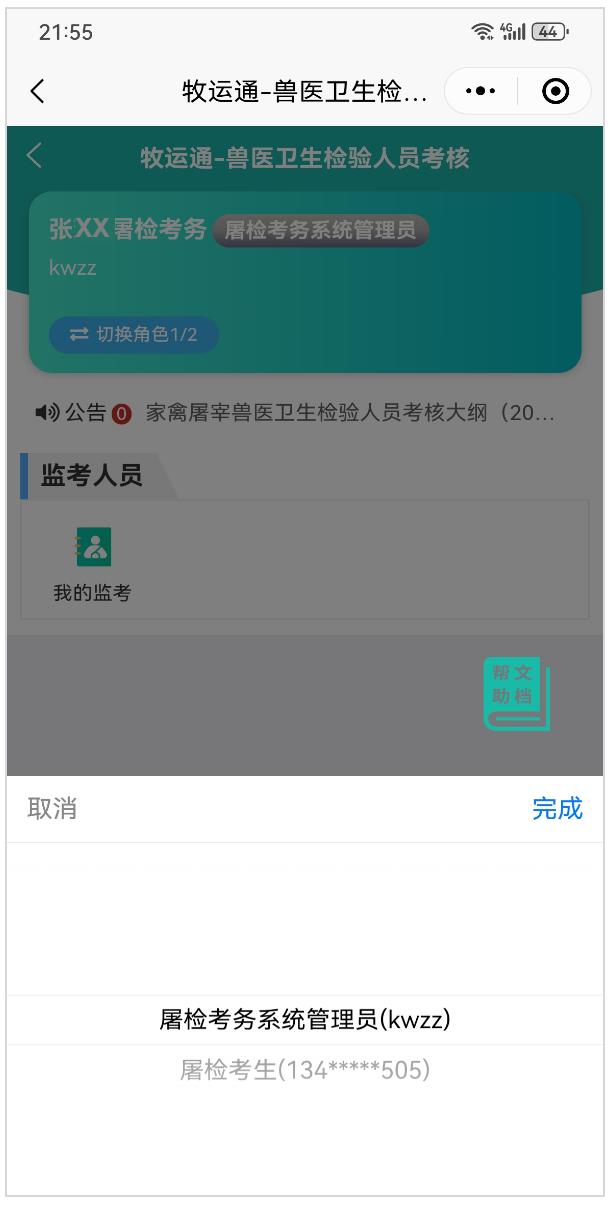 21:55
4G
44
牧运通-兽医卫生检...
牧运通-兽医卫生检验人员考核
张XX屠检考务 屠检考务系统管理员
kwzz
切换角色1/2
公告 0 家禽屠宰兽医卫生检验人员考核大纲（20...
监考人员
我的监考
帮文
助档
取消 完成
屠检考务系统管理员(kwzz)
屠检考生(134*****505)